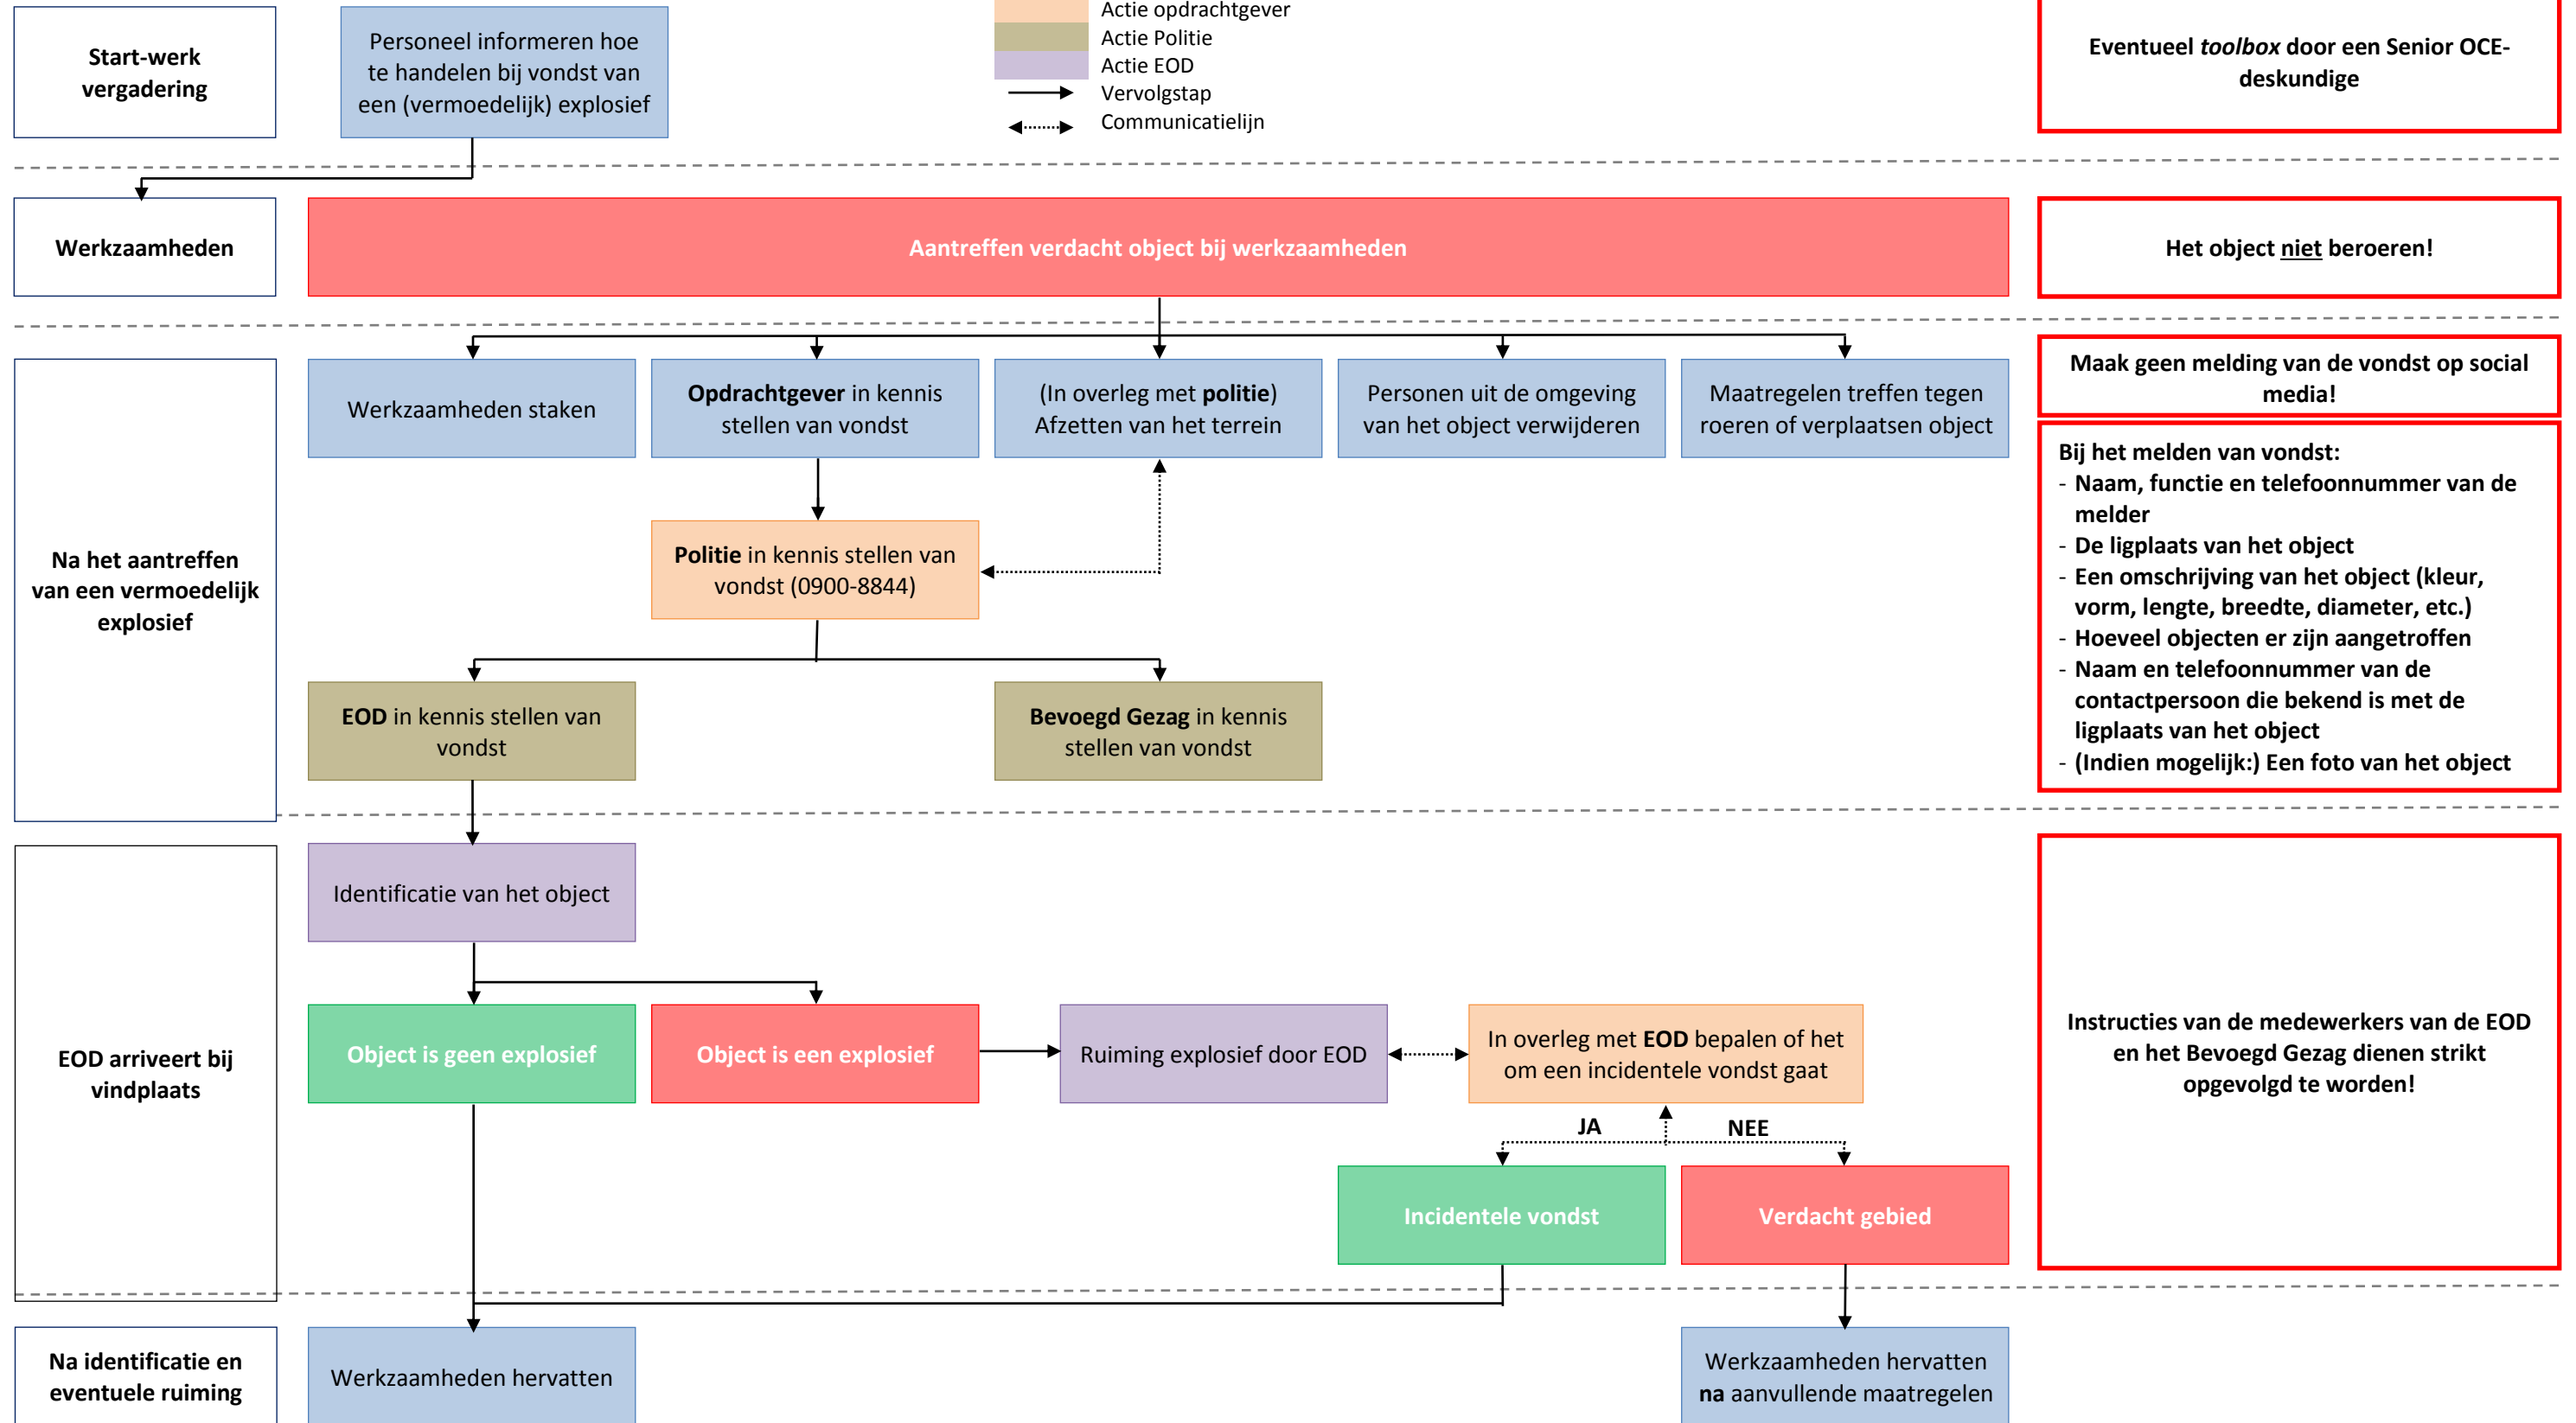 Start-werk
vergadering
Personeel informeren hoe
te handelen bij vondst van
een (vermoedelijk) explosief
Actie opdrachtgever
Actie Politie
Actie EOD
Vervolgstap
Communicatielijn
Eventueel toolbox door een Senior OCE-
deskundige
Werkzaamheden
Aantreffen verdacht object bij werkzaamheden
Het object niet beroeren!
Na het aantreffen
van een vermoedelijk
explosief
Werkzaamheden staken
Opdrachtgever in kennis
stellen van vondst
(In overleg met politie)
Afzetten van het terrein
Personen uit de omgeving
van het object verwijderen
Maatregelen treffen tegen
roeren of verplaatsen object
Maak geen melding van de vondst op social
media!
Politie in kennis stellen van
vondst (0900-8844)
EOD in kennis stellen van
vondst
Bevoegd Gezag in kennis
stellen van vondst
Bij het melden van vondst:
- Naam, functie en telefoonnummer van de
melder
- De ligplaats van het object
- Een omschrijving van het object (kleur,
vorm, lengte, breedte, diameter, etc.)
- Hoeveel objecten er zijn aangetroffen
- Naam en telefoonnummer van de
contactpersoon die bekend is met de
ligplaats van het object
- (Indien mogelijk:) Een foto van het object
EOD arriveert bij
vindplaats
Identificatie van het object
Object is geen explosief
Object is een explosief
Ruiming explosief door EOD
In overleg met EOD bepalen of het
om een incidentele vondst gaat
JA
NEE
Incidentele vondst
Verdacht gebied
Instructies van de medewerkers van de EOD
en het Bevoegd Gezag dienen strikt
opgevolgd te worden!
Na identificatie en
eventuele ruiming
Werkzaamheden hervatten
Werkzaamheden hervatten
na aanvullende maatregelen